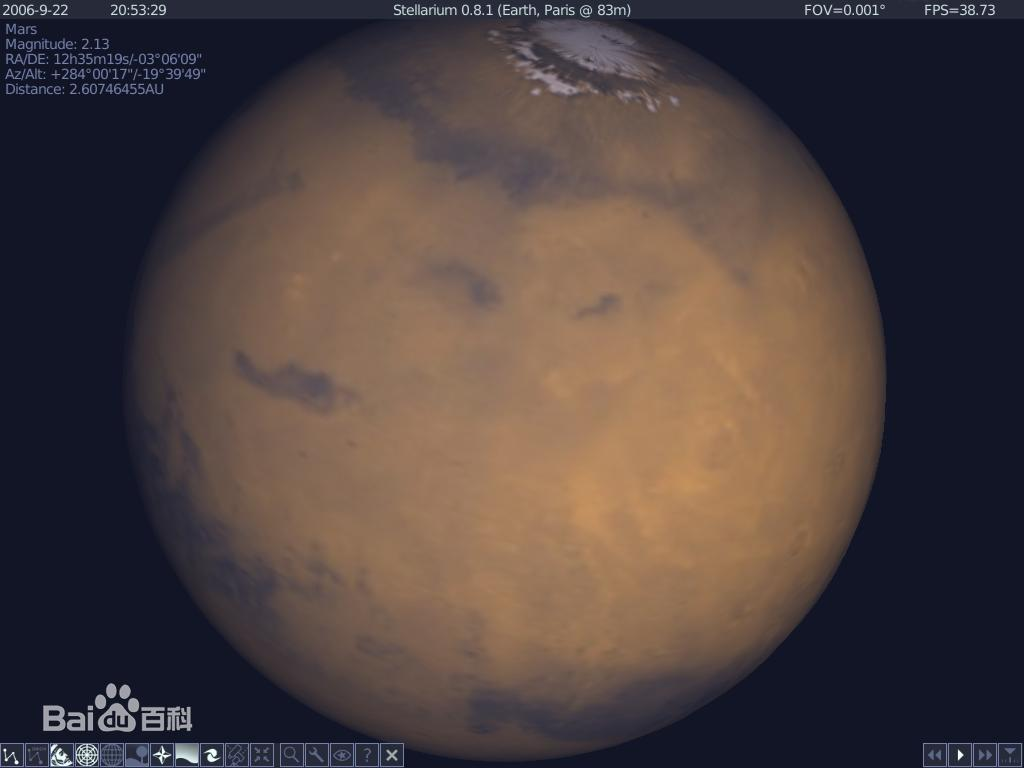 2006-9-22 20:53:29 Stellarium 0.8.1 (Earth, Paris @ 83m) FOV=0.001° FPS=38.73
Mars
Magnitude: 2.13
RA/DE: 12h35m19s/-03°06'09"
Az/Alt: +284°00'17"/-19°39'49"
Distance: 2.60746455AU
Baidu百科
?